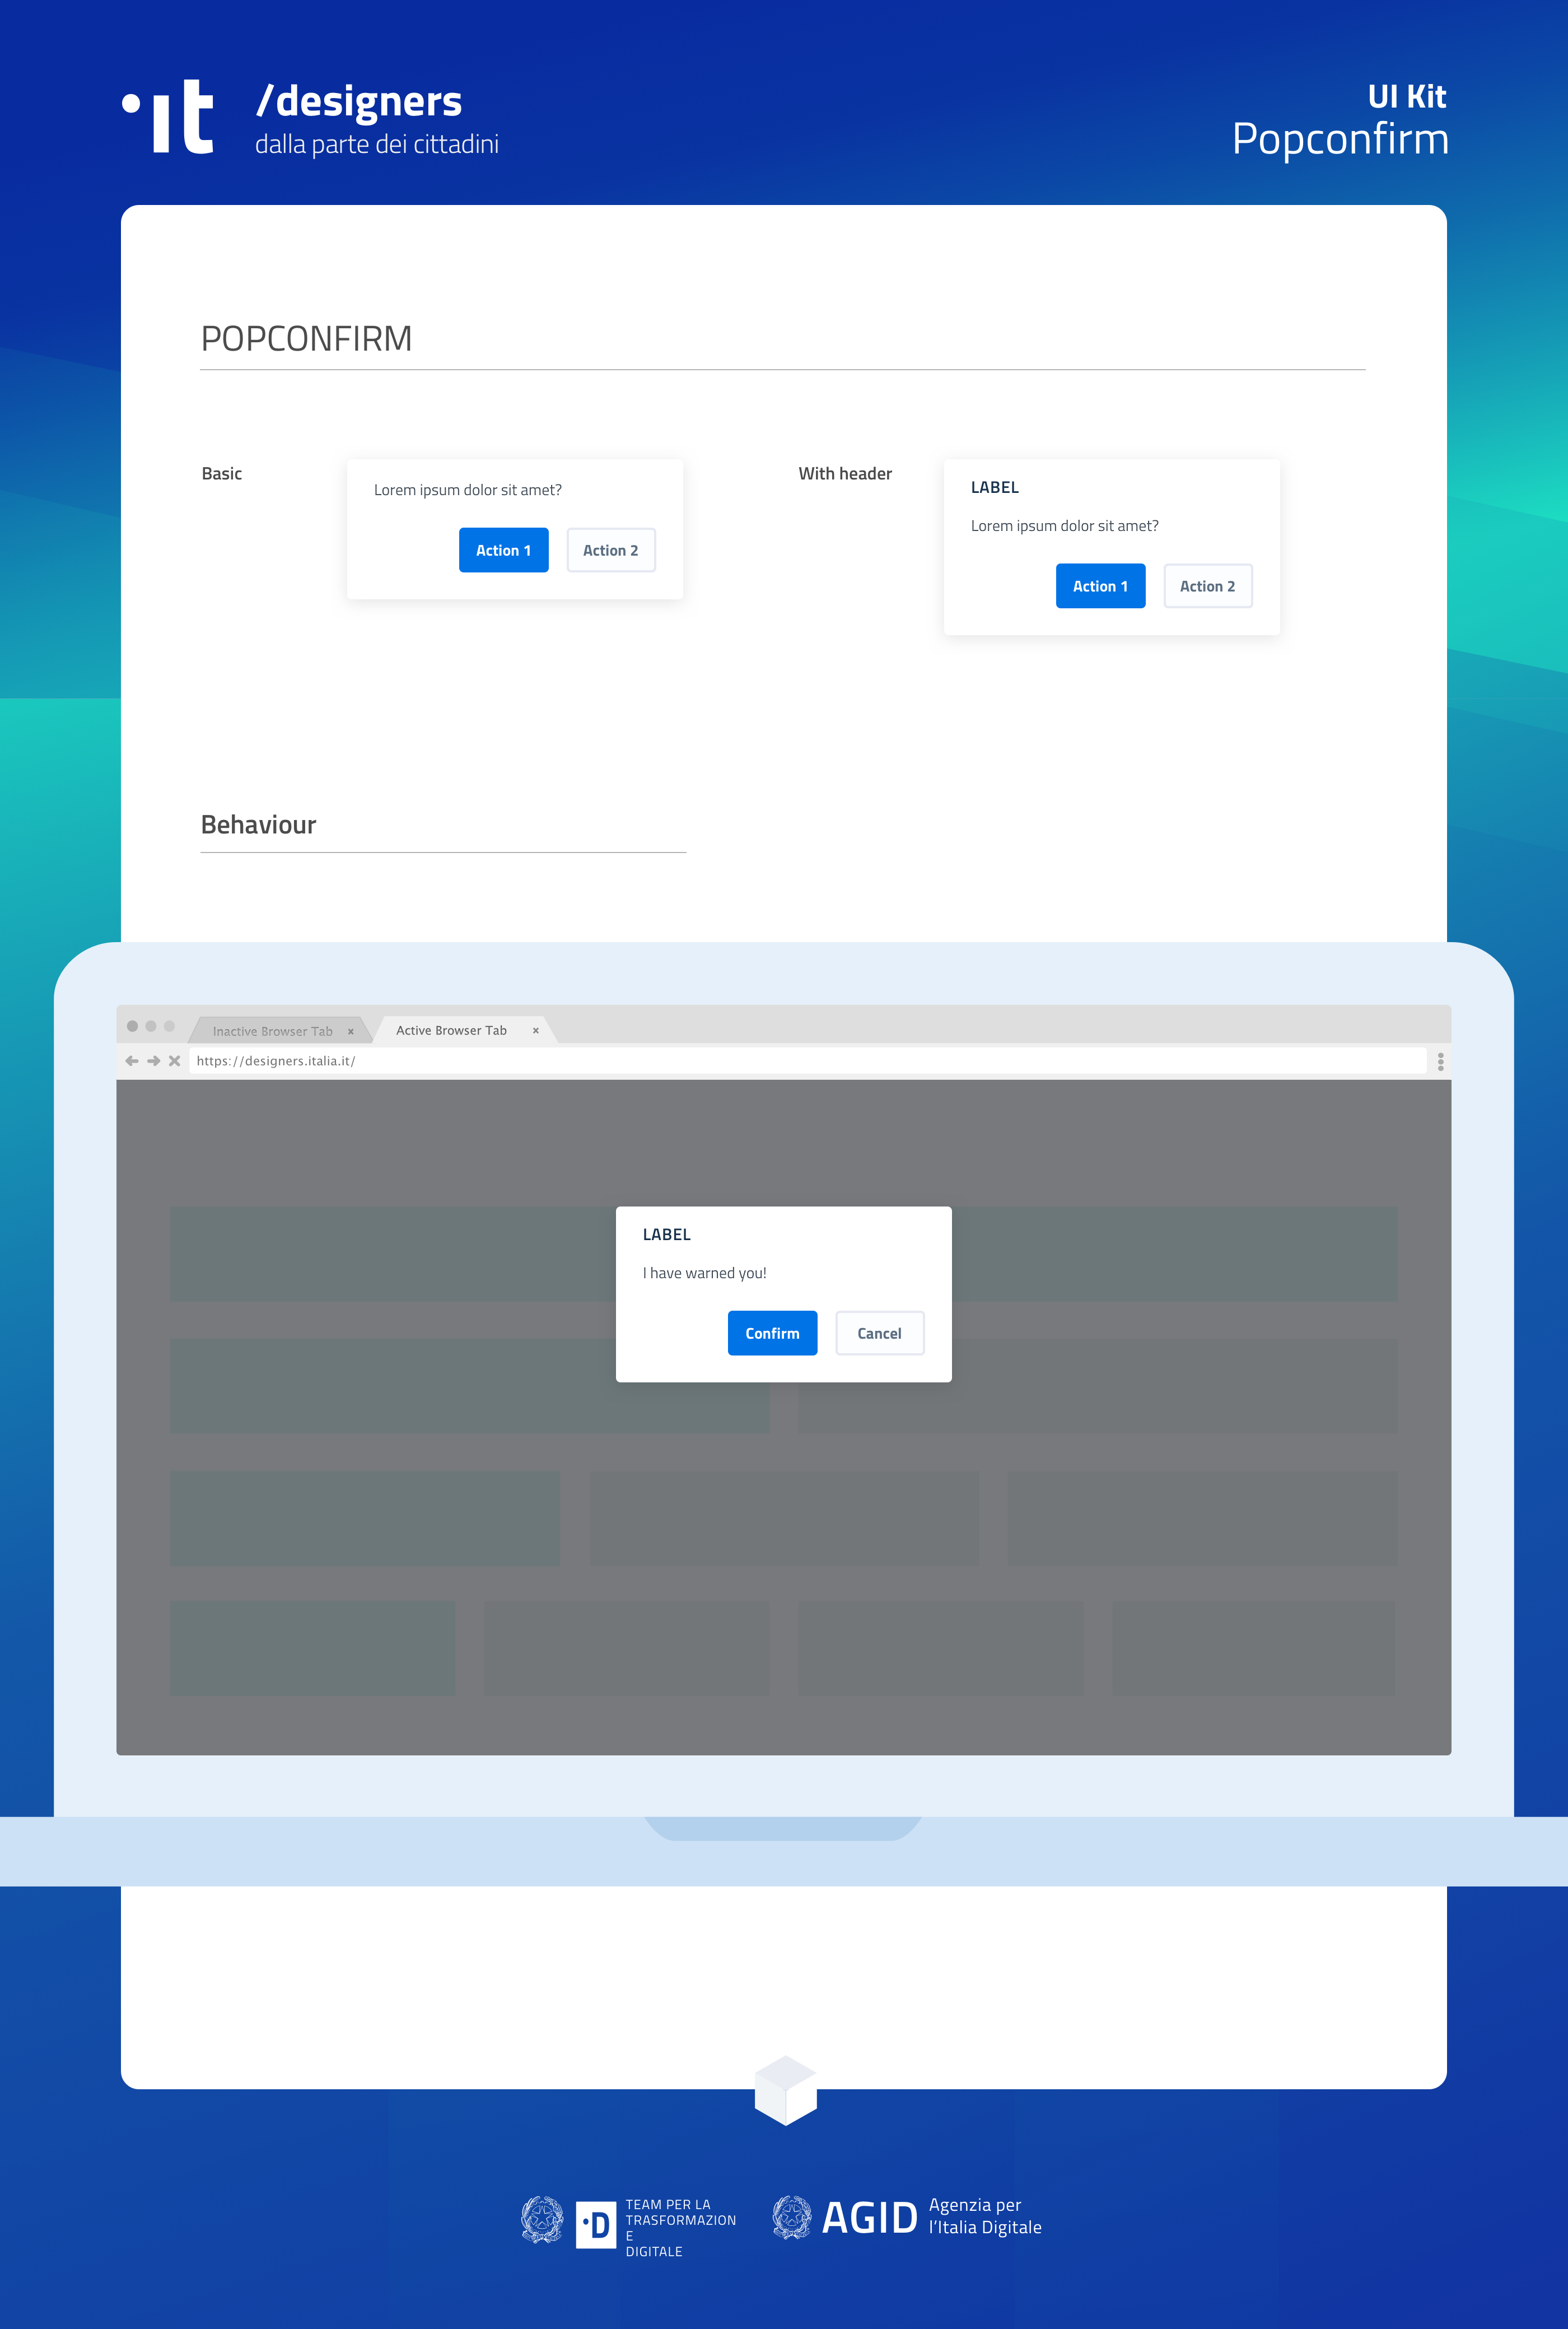 ·ıt
/designers
dalla parte dei cittadini
UI Kit
Popconfirm
POPCONFIRM
Basic
Lorem ipsum dolor sit amet?
Action 1
Action 2
With header
LABEL
Lorem ipsum dolor sit amet?
Action 1
Action 2
Behaviour
Inactive Browser Tab
Active Browser Tab
https://designers.italia.it/
LABEL
I have warned you!
Confirm
Cancel
·D
TEAM PER LA
TRASFORMAZION
E
DIGITALE
AGID
Agenzia per
l'Italia Digitale